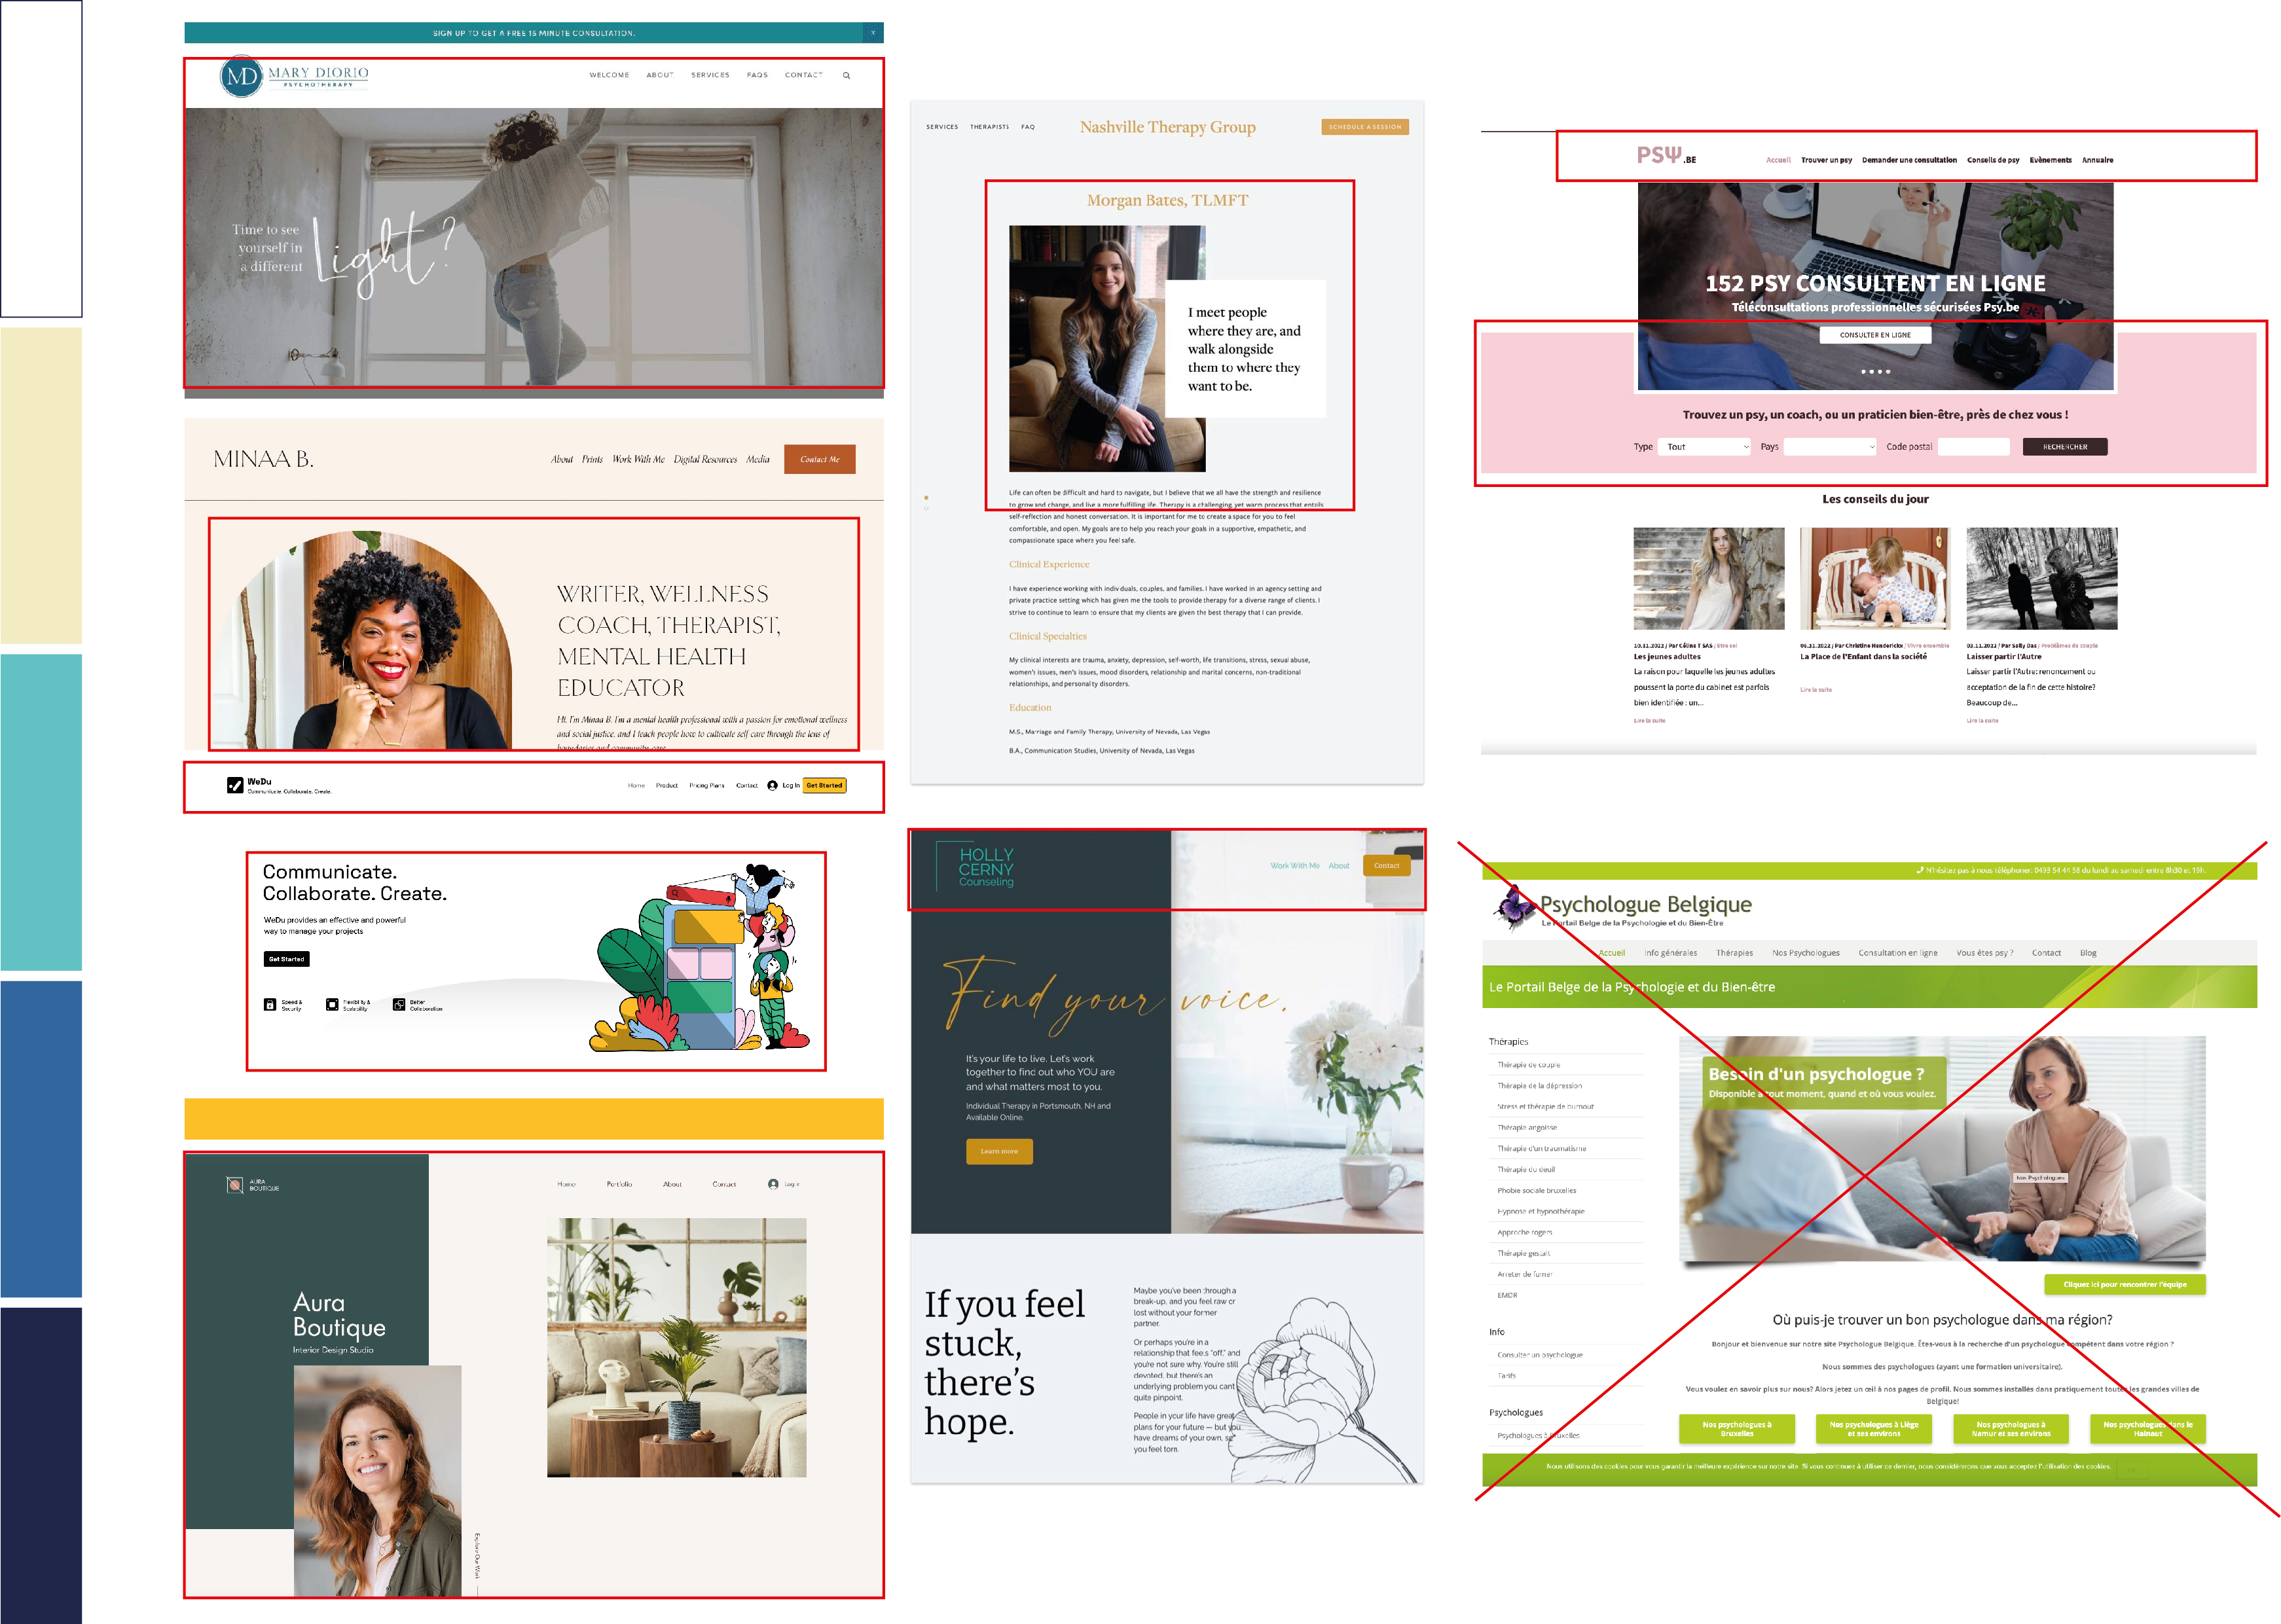 SIGN UP TO GET A FREE 15 MINUTE CONSULTATION.
X
MD
MARY DIORIO
PSYCHOTHERAPY
WELCOME ABOUT SERVICES FAQS CONTACT
Time to see
yourself in
a different
Light?
MINAA B.
About Prints Work With Me Digital Resources Media Contact Me
WRITER, WELLNESS
COACH, THERAPIST,
MENTAL HEALTH
EDUCATOR
Hi, I'm Minaa B. I'm a mental health professional with a passion for emotional wellness
and social justice, and I teach people how to cultivate self care through the lens of
boundaries and community care.
WeDu
Communicate. Collaborate. Create.
Home Product Pricing Plans Contact Log In Get Started
Communicate.
Collaborate. Create.
WeDu provides an effective and powerful
way to manage your projects
Get Started
Speed &
Security
Flexibility &
Scalability
Better
Collaboration
AURA
BOUTIQUE
Home Portfolio About Contact Log In
Aura
Boutique
Interior Design Studio
Explore Our Work
SERVICES THERAPISTS FAQ
Nashville Therapy Group
SCHEDULE A SESSION
Morgan Bates, TLMFT
I meet people
where they are, and
walk alongside
them to where they
want to be.
Life can often be difficult and hard to navigate, but I believe that we all have the strength and resilience
to grow and change, and live a more fulfilling life. Therapy is a challenging, yet warm process that entails
self-reflection and honest conversation. It is important for me to create a space for you to feel
comfortable, and open. My goals are to help you reach your goals in a supportive, empathetic, and
compassionate space where you feel safe.
Clinical Experience
I have experience working with individuals, couples, and families. I have worked in an agency setting and
private practice setting which has given me the tools to provide therapy for a diverse range of clients. I
strive to continue to learn to ensure that my clients are given the best therapy that I can provide.
Clinical Specialties
My clinical interests are trauma, anxiety, depression, self-worth, life transitions, stress, sexual abuse,
women's issues, men's issues, mood disorders, relationship and marital concerns, non-traditional
relationships, and personality disorders.
Education
M.S., Marriage and Family Therapy, University of Nevada, Las Vegas
B.A., Communication Studies, University of Nevada, Las Vegas
HOLLY
CERNY
Counseling
Work With Me About Contact
Find your voice.
It's your life to live. Let's work
together to find out who YOU are
and what matters most to you.
Individual Therapy in Portsmouth, NH and
Available Online.
Learn more
If you feel
stuck,
there's
hope.
Maybe you've been through a
break-up, and you feel raw or
lost without your former
partner.
Or perhaps you're in a
relationship that feels "off," and
you're not sure why. You're still
devoted, but there's an
underlying problem you cant
quite pinpoint.
People in your life have great
plans for your future — but you
have dreams of your own, so
you feel torn.
PSΨ.BE
Accueil Trouver un psy Demander une consultation Conseils de psy Evènements Annuaire
152 PSY CONSULTENT EN LIGNE
Téléconsultations professionnelles sécurisées Psy.be
CONSULTER EN LIGNE
Trouvez un psy, un coach, ou un praticien bien-être, près de chez vous !
Type Tout Pays Code postal RECHERCHER
Les conseils du jour
10.11.2022 / Par Céline T SAS / Etre soi
Les jeunes adultes
La raison pour laquelle les jeunes adultes
poussent la porte du cabinet est parfois
bien identifiée : un...
Lire la suite
/ Par Christine Henderickx / Vivre ensemble
La Place de l'Enfant dans la société
Lire la suite
03.11.2022 / Par Sally Das / Problèmes de couple
Laisser partir l'Autre
Laisser partir l'Autre: renoncement ou
acceptation de la fin de cette histoire?
Beaucoup de...
Lire la suite
N'hésitez pas à nous téléphoner: 0493 54 44 58 du lundi au samedi entre 8h30 et 19h.
Psychologue Belgique
Le Portail Belge de la Psychologie et du Bien-Être
Accueil Info générales Thérapies Nos Psychologues Consultation en ligne Vous êtes psy ? Contact Blog
Le Portail Belge de la Psychologie et du Bien-être
Thérapies
Thérapie de couple
Thérapie de la dépression
Stress et thérapie de burnout
Thérapie angoisse
Thérapie d'un traumatisme
Thérapie du deuil
Phobie sociale bruxelles
Hypnose et hypnothérapie
Approche rogers
Thérapie gestalt
Arreter de fumer
EMDR
Info
Consulter un psychologue
Tarifs
Psychologues
Psychologues à Bruxelles
Besoin d'un psychologue ?
Disponible à tout moment, quand et où vous voulez.
Nos Psychologues
Cliquez ici pour rencontrer l'équipe
Où puis-je trouver un bon psychologue dans ma région?
Bonjour et bienvenue sur notre site Psychologue Belgique. Êtes-vous à la recherche d'un psychologue compétent dans votre région ?
Nous sommes des psychologues (ayant une formation universitaire).
Vous voulez en savoir plus sur nous? Alors jetez un œil à nos pages de profil. Nous sommes installés dans pratiquement toutes les grandes villes de
Belgique!
Nos psychologues à
Bruxelles
Nos psychologues à Liège
et ses environs
Nos psychologues à
Namur et ses environs
Nos psychologues dans le
Hainaut
Nous utilisons des cookies pour vous garantir la meilleure expérience sur notre site. Si vous continuez à utiliser ce dernier, nous considérerons que vous acceptez l'utilisation des cookies.